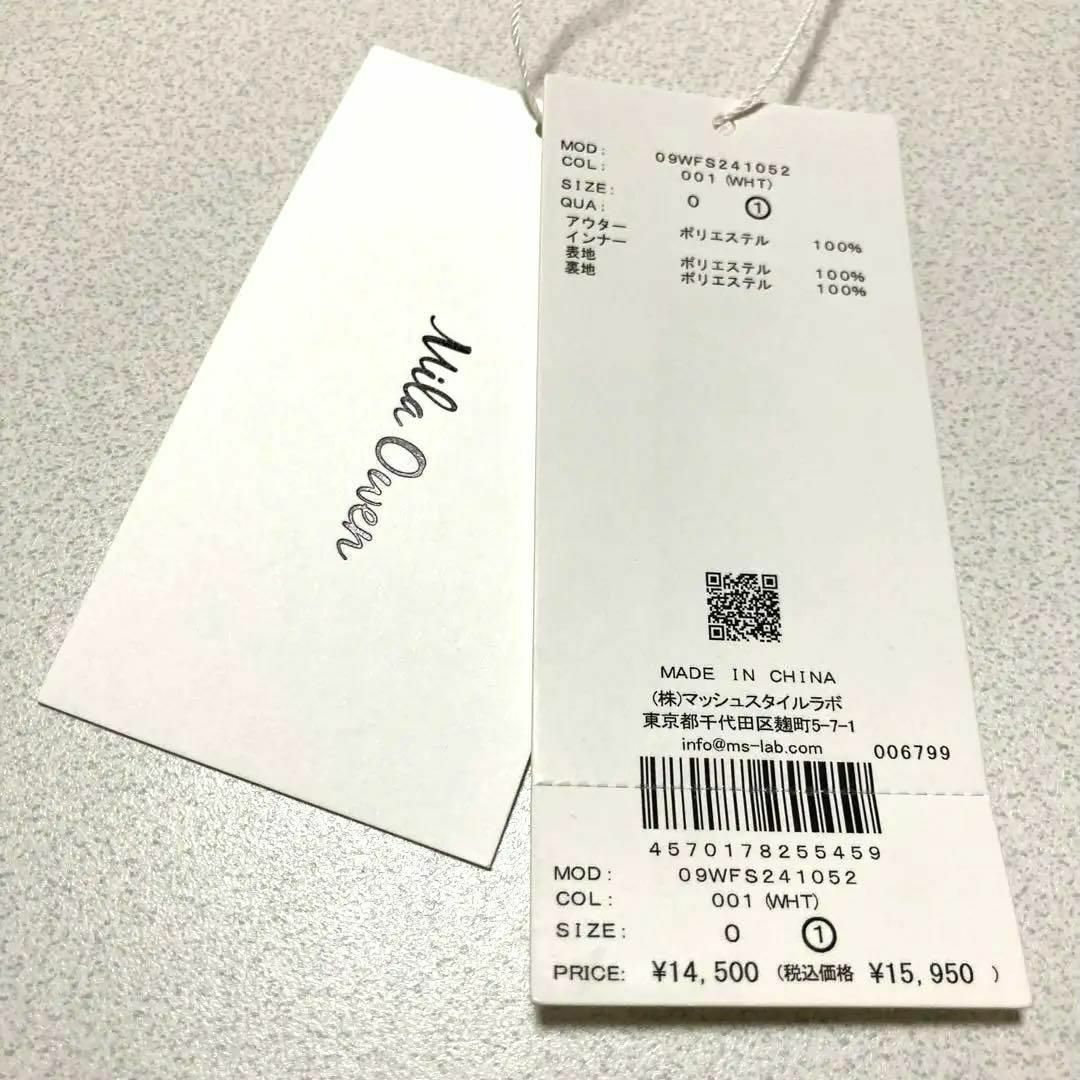 Mila Owen
MOD: 09WFS241052
COL: 001 (WHT)
SIZE: 0 ①
QUA:
アウター ポリエステル 100%
インナー
表地 ポリエステル 100%
裏地 ポリエステル 100%
MADE IN CHINA
(株)マッシュスタイルラボ
東京都千代田区麹町5-7-1
info@ms-lab.com
006799
4570178255459
MOD: 09WFS241052
COL: 001 (WHT)
SIZE: 0 ①
PRICE: ¥14,500 (税込価格 ¥15,950 )